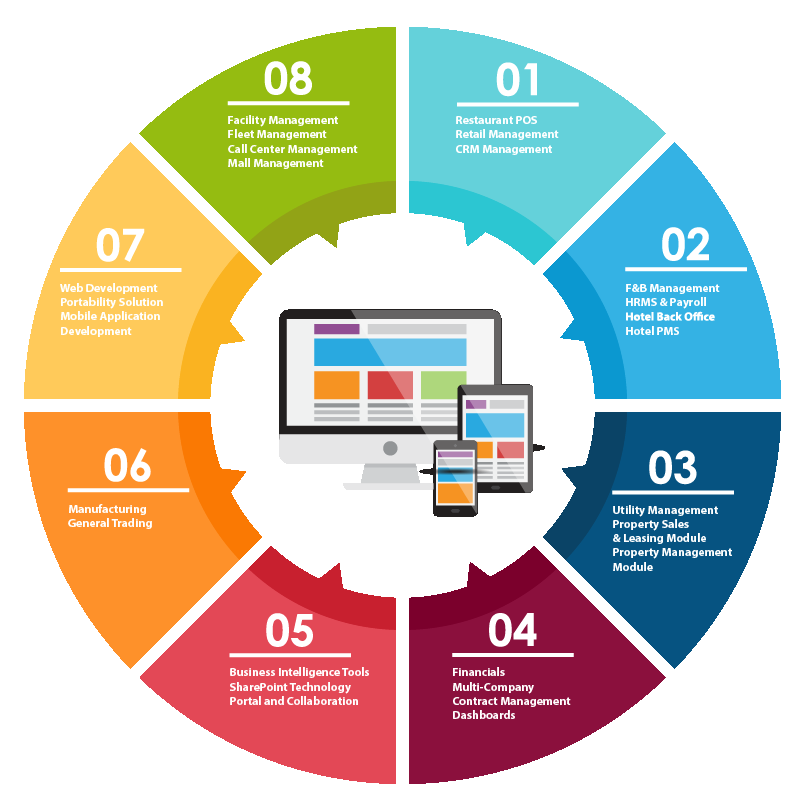 01
Restaurant POS
Retail Management
CRM Management
02
F&B Management
HRMS & Payroll
Hotel Back Office
Hotel PMS
03
Utility Management
Property Sales
& Leasing Module
Property Management
Module
04
Financials
Multi-Company
Contract Management
Dashboards
05
Business Intelligence Tools
SharePoint Technology
Portal and Collaboration
06
Manufacturing
General Trading
07
Web Development
Portability Solution
Mobile Application
Development
08
Facility Management
Fleet Management
Call Center Management
Mall Management